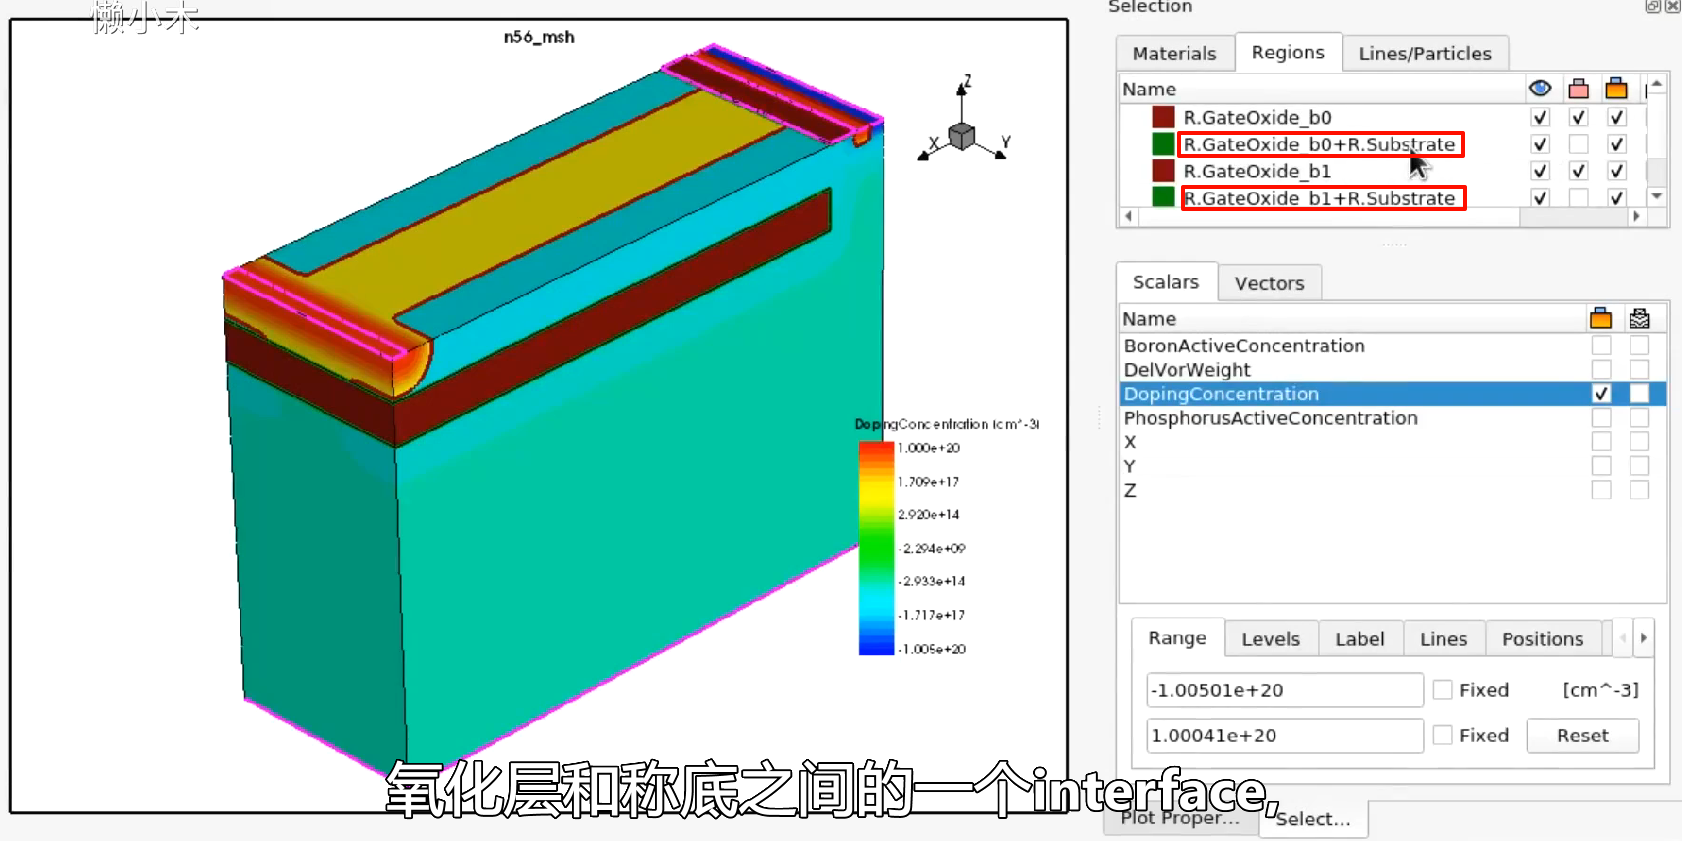 懒小木
n56_msh
Z
X
Y
DopingConcentration (cm^-3)
1.000e+20
1.709e+17
2.920e+14
-2.294e+09
-2.933e+14
-1.717e+17
-1.005e+20
Selection
Materials
Regions
Lines/Particles
Name
R.GateOxide_b0
R.GateOxide_b0+R.Substrate
R.GateOxide_b1
R.GateOxide_b1+R.Substrate
Scalars
Vectors
Name
BoronActiveConcentration
DelVorWeight
DopingConcentration
PhosphorusActiveConcentration
X
Y
Z
Range
Levels
Label
Lines
Positions
-1.00501e+20
Fixed
[cm^-3]
1.00041e+20
Fixed
Reset
Plot Proper...
Select...
氧化层和称底之间的一个interface,